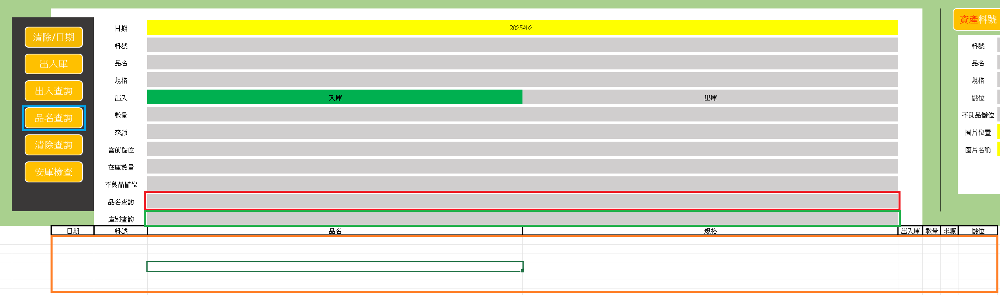 清除/日期
出入庫
出入查詢
品名查詢
清除查詢
安庫檢查
日期 2025/4/21
料號
品名
規格
出入 入庫 出庫
數量
來源
當前儲位
在庫數量
不良品儲位
品名查詢
庫別查詢
資產料號
料號
品名
規格
儲位
不良品儲位
圖片位置
圖片名稱
日期 料號 品名 規格 出入庫 數量 來源 儲位